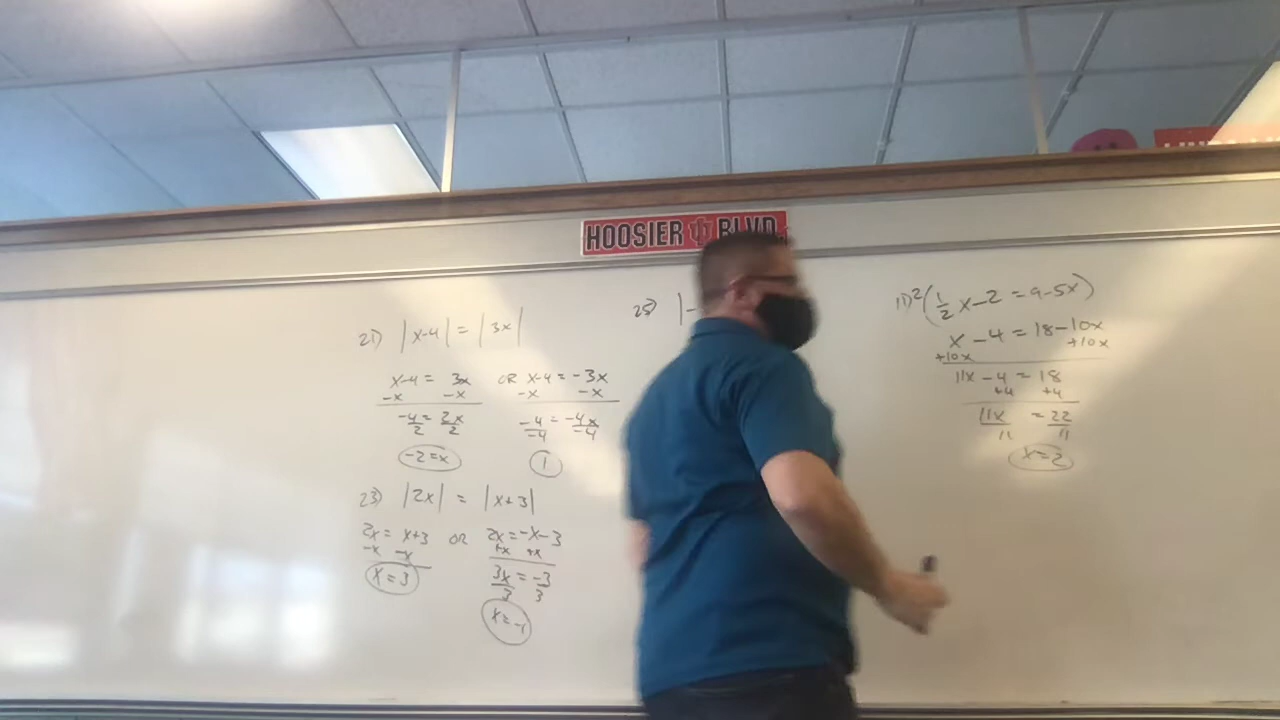 HOOSIER BLVD
21) |x-4| = |3x|
x-4 = 3x OR x-4 = -3x
-x -x -x -x
-4/2 = 2x/2 -4/-4 = -4x/-4
-2 = x 1
23) |2x| = |x+3|
2x = x+3 OR 2x = -x-3
-x -x +x +x
x = 3 3x/3 = -3/3
x = -1
25) |-
11) 2(1/2 x-2 = 9-5x)
x - 4 = 18-10x
+10x +10x
11x - 4 = 18
+4 +4
11x/11 = 22/11
x=2